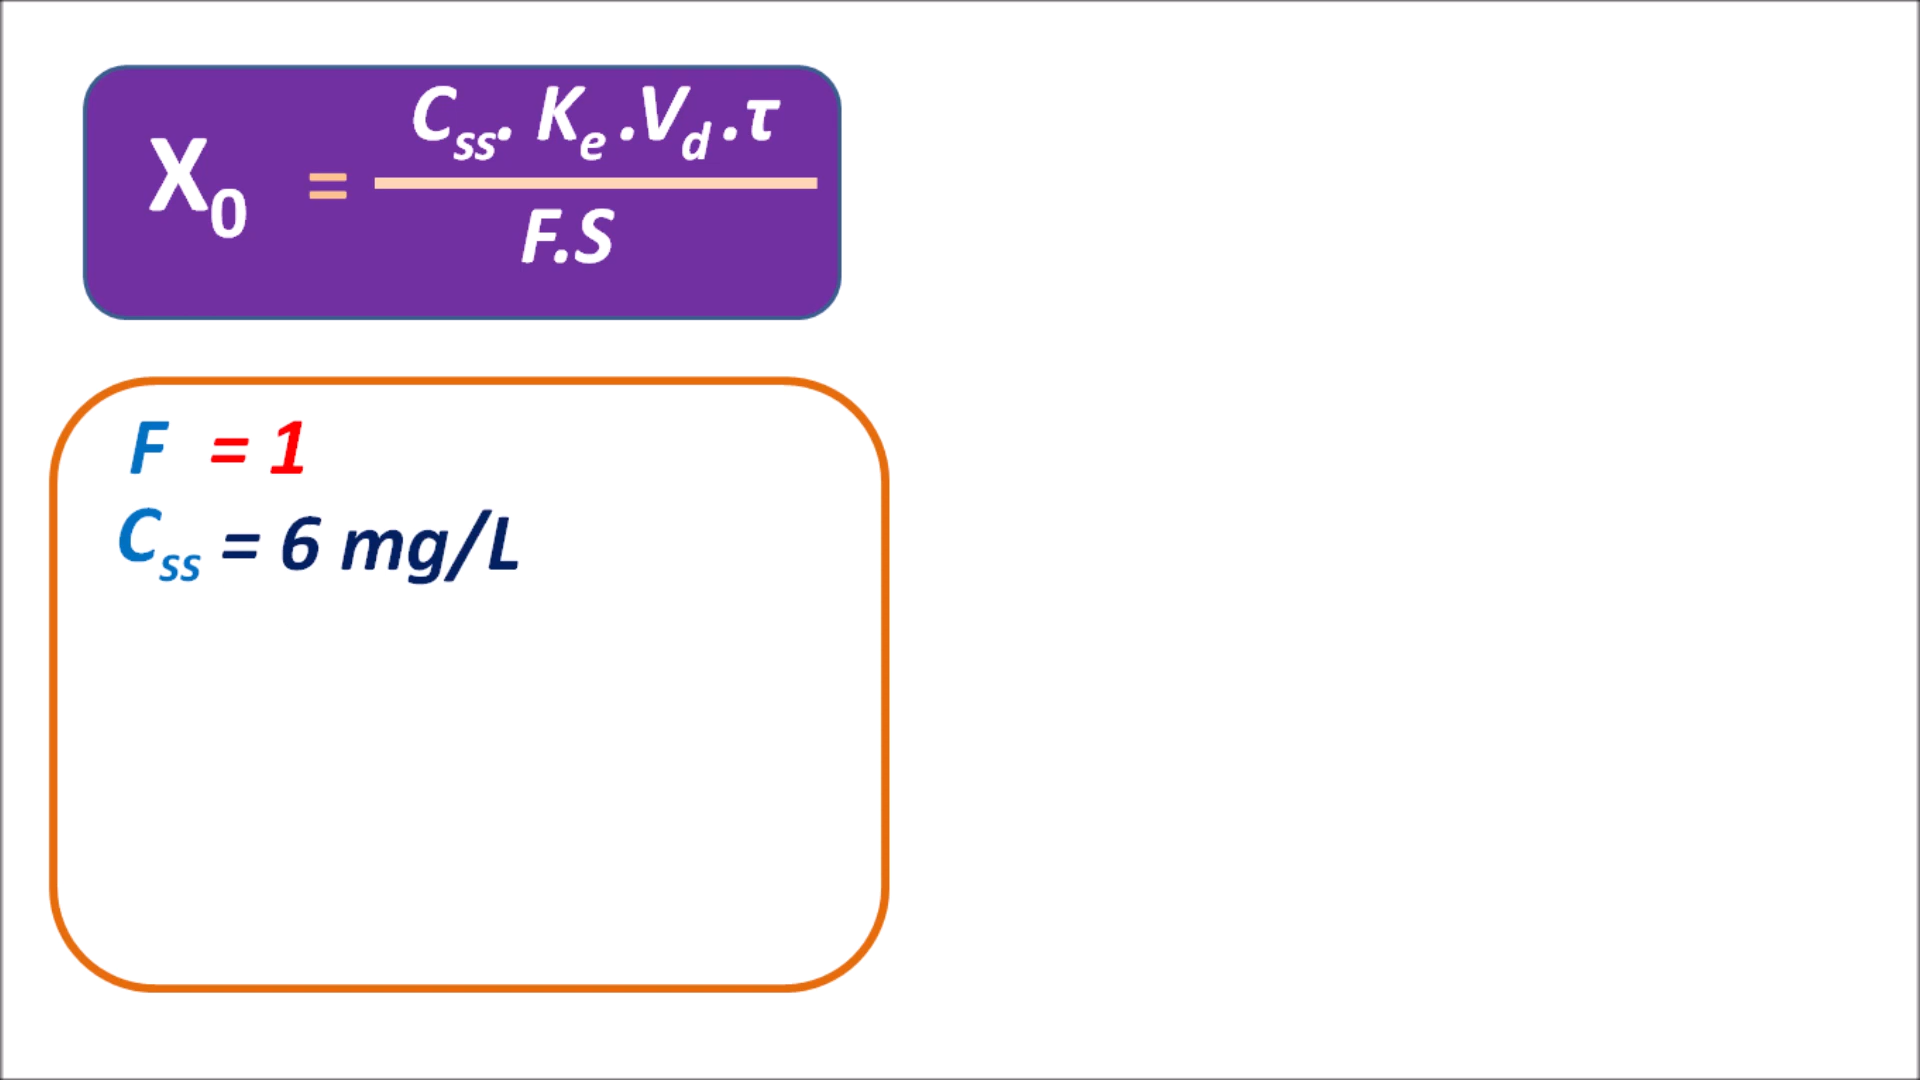 X₀ = Css. Ke .Vd .τ
F.S
F = 1
Css = 6 mg/L